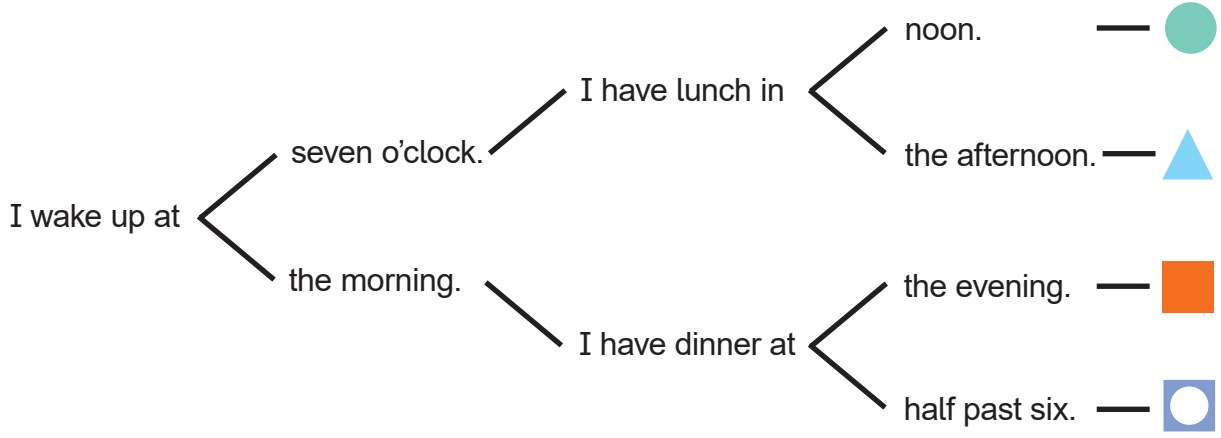 noon.
I have lunch in
seven o'clock.
the afternoon.
I wake up at
the morning.
the evening.
I have dinner at
half past six.